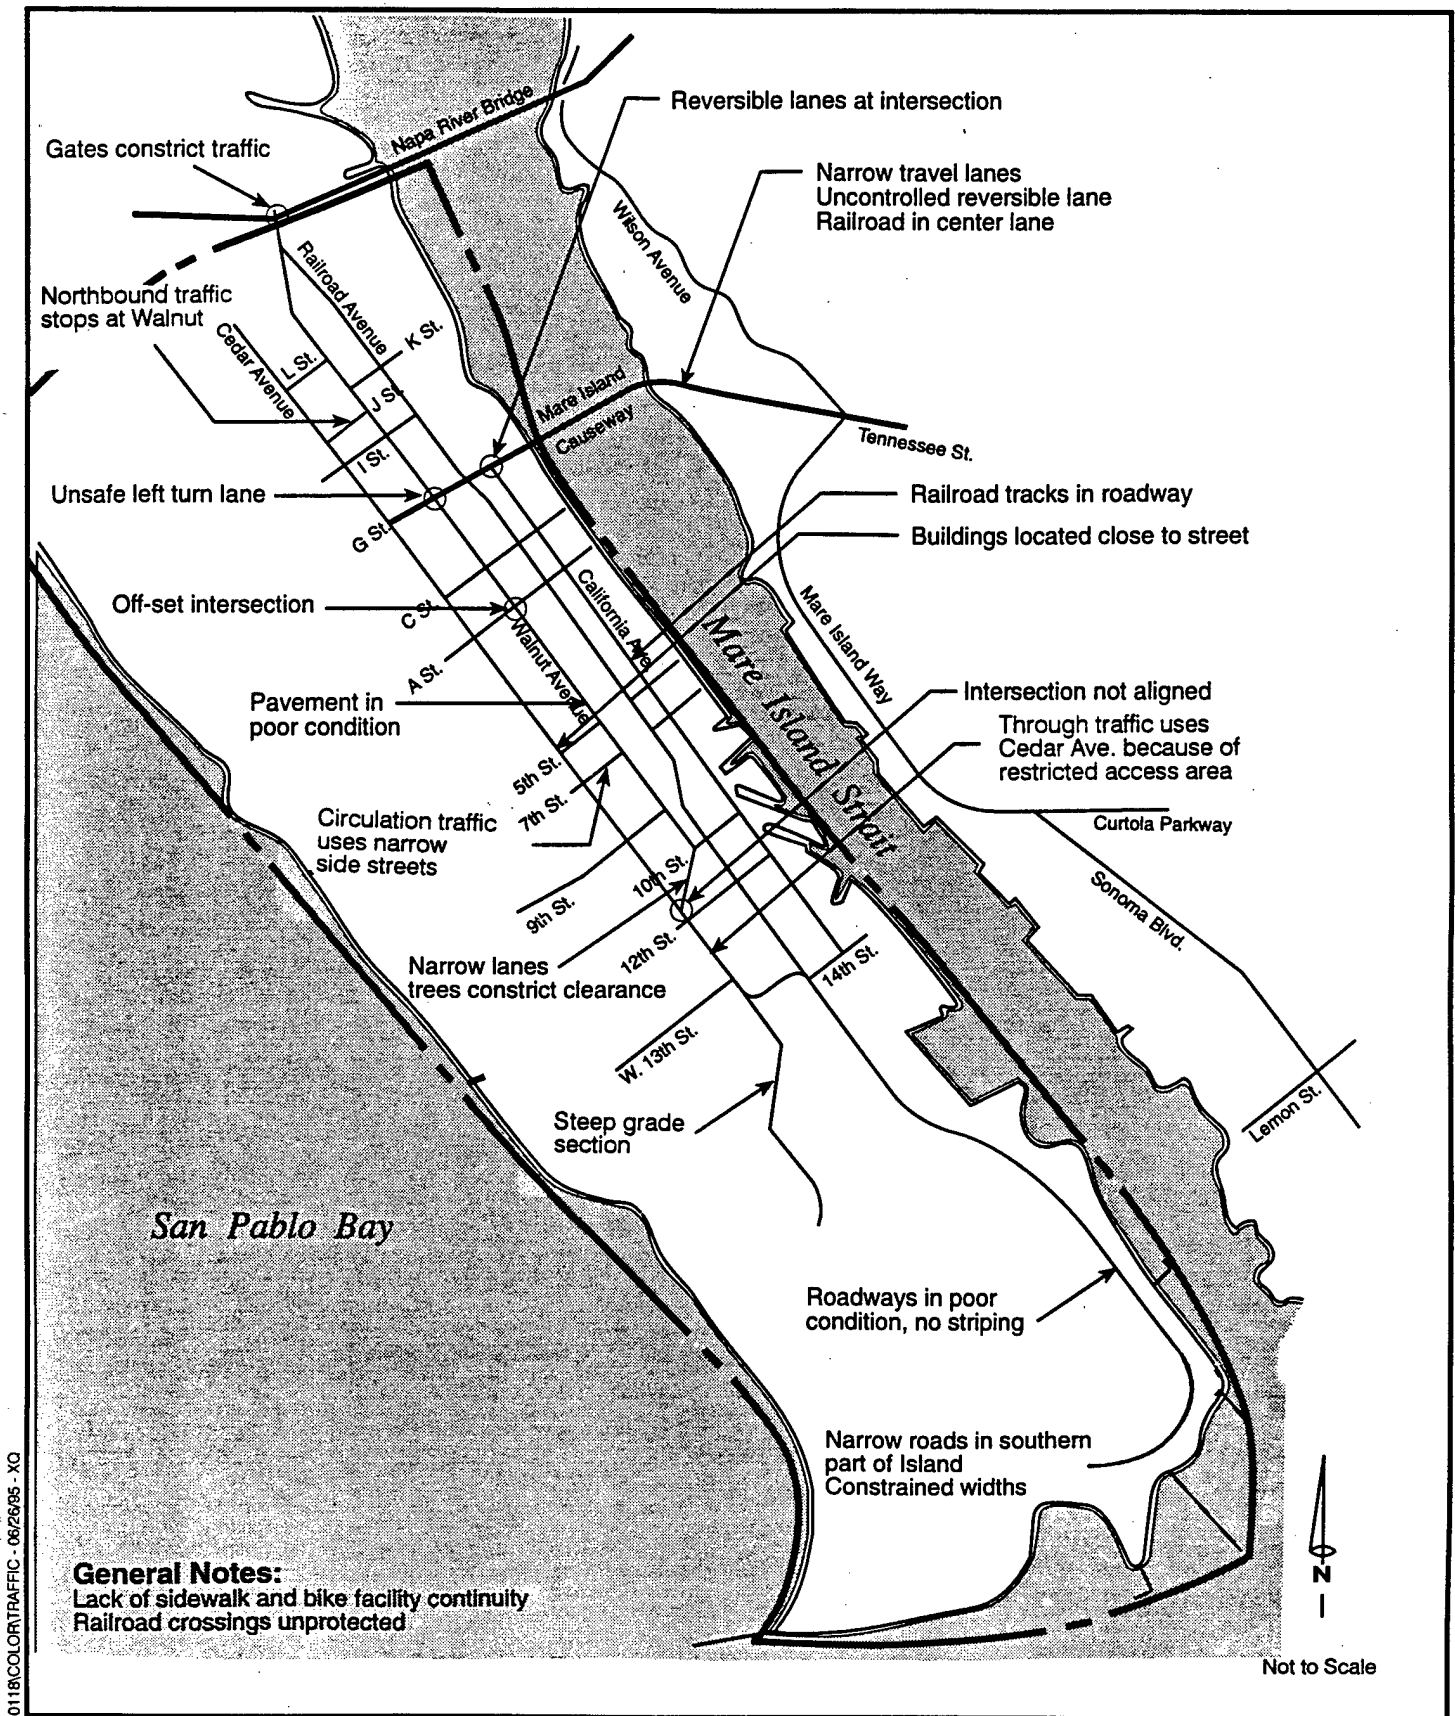 Reversible lanes at intersection
Napa River Bridge
Gates constrict traffic
Narrow travel lanes
Uncontrolled reversible lane
Railroad in center lane
Wilson Avenue
Railroad Avenue
Northbound traffic
stops at Walnut
Cedar Avenue
K St.
L St.
J St.
Mare Island
Causeway
Tennessee St.
I St.
Unsafe left turn lane
Railroad tracks in roadway
G St.
Buildings located close to street
Off-set intersection
C St.
California Ave.
Mare Island Way
Walnut Avenue
A St.
Mare Island Strait
Pavement in
poor condition
Intersection not aligned
Through traffic uses
Cedar Ave. because of
restricted access area
5th St.
7th St.
Circulation traffic
uses narrow
side streets
Curtola Parkway
10th St.
Sonoma Blvd.
9th St.
12th St.
14th St.
Narrow lanes
trees constrict clearance
W. 13th St.
Steep grade
section
Lemon St.
San Pablo Bay
Roadways in poor
condition, no striping
Narrow roads in southern
part of Island
Constrained widths
General Notes:
Lack of sidewalk and bike facility continuity
Railroad crossings unprotected
N
Not to Scale
0118\COLOR\TRAFFIC - 06/26/95 - XQ